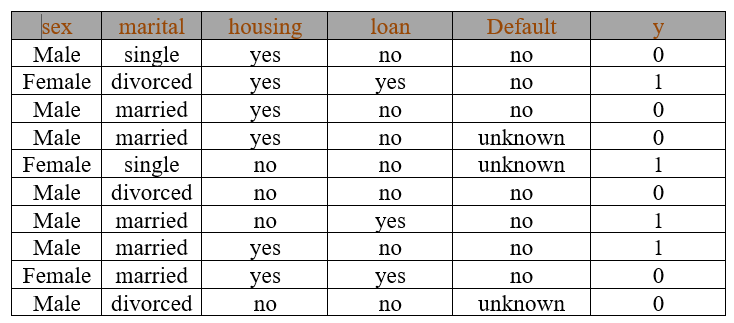 sex marital housing loan Default y
Male single yes no no 0
Female divorced yes yes no 1
Male married yes no no 0
Male married yes no unknown 0
Female single no no unknown 1
Male divorced no no no 0
Male married no yes no 1
Male married yes no no 1
Female married yes yes no 0
Male divorced no no unknown 0